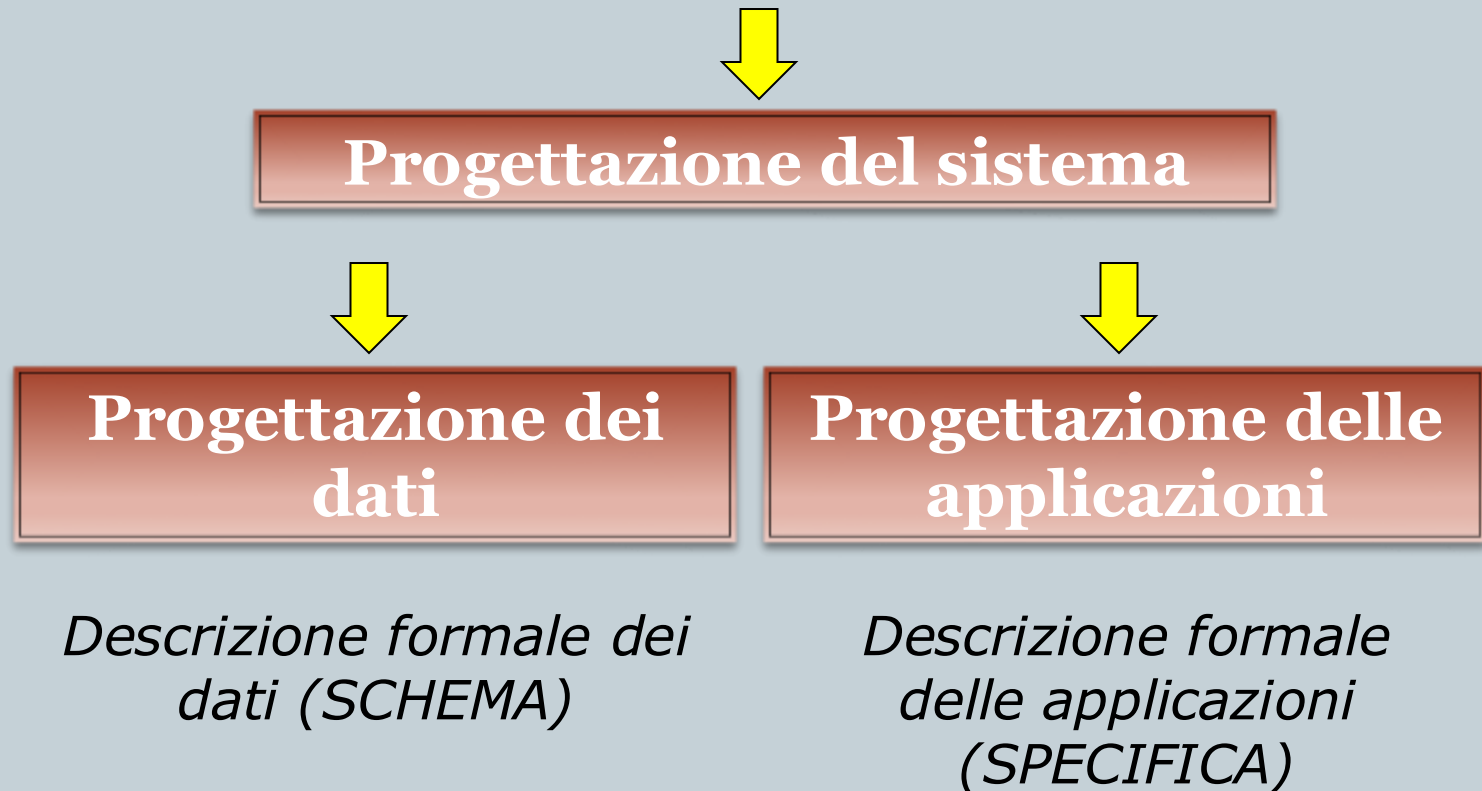 Progettazione del sistema
Progettazione dei
dati
Progettazione delle
applicazioni
Descrizione formale dei
dati (SCHEMA)
Descrizione formale
delle applicazioni
(SPECIFICA)